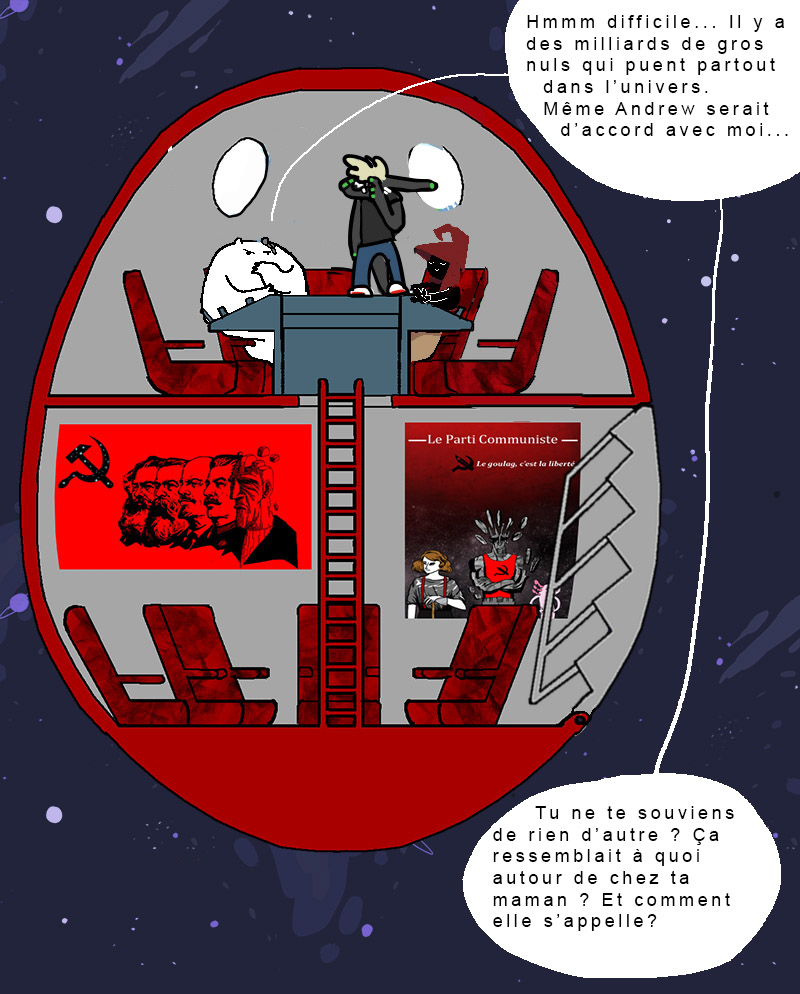 Hmmm difficile... Il y a
des milliards de gros
nuls qui puent partout
dans l'univers.
Même Andrew serait
d'accord avec moi...
Le Parti Communiste
Le goulag, c'est la liberté
Tu ne te souviens
de rien d'autre ? Ça
ressemblait à quoi
autour de chez ta
maman ? Et comment
elle s'appelle?